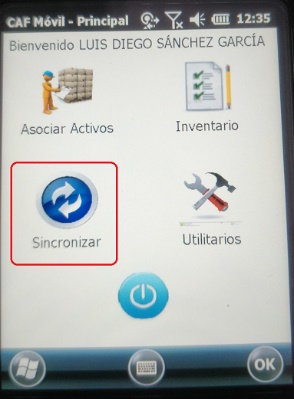 CAF Móvil - Principal 12:35
Bienvenido LUIS DIEGO SÁNCHEZ GARCÍA
Asociar Activos Inventario
Sincronizar Utilitarios
OK